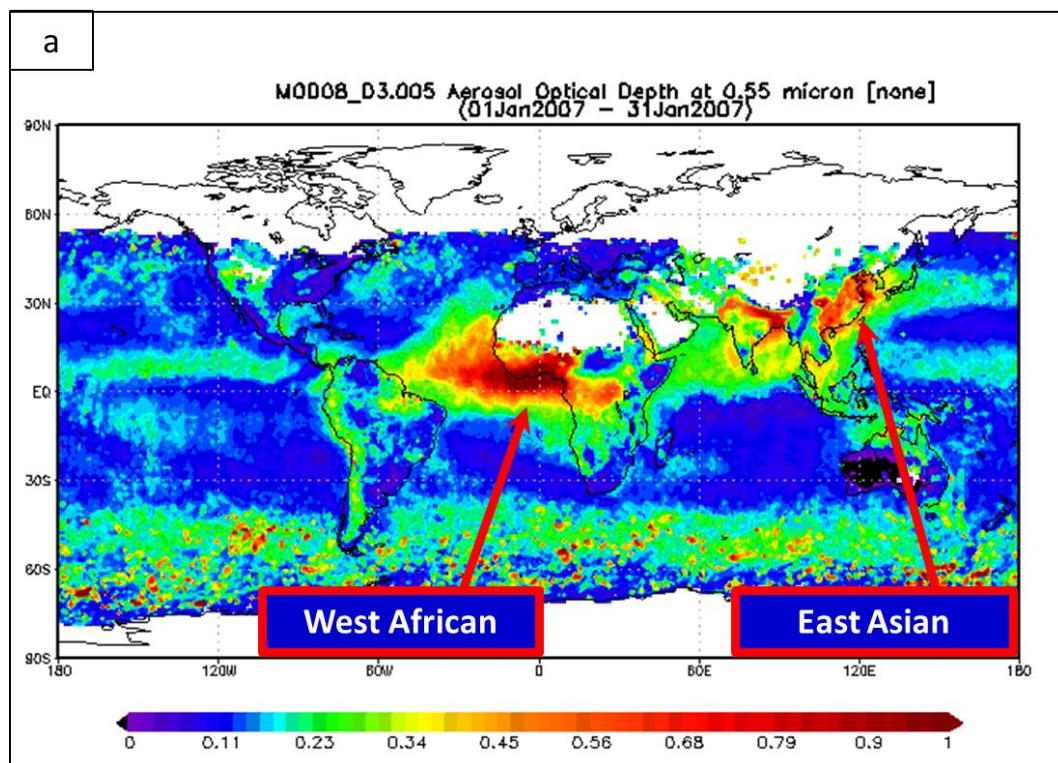 a
MOD08_D3.005 Aerosol Optical Depth at 0.55 micron [none]
(01Jan2007 - 31Jan2007)
90N
60N
30N
EQ
30S
60S
90S
West African
East Asian
180 120W 60W 0 60E 120E 180
0 0.11 0.23 0.34 0.45 0.56 0.68 0.79 0.9 1